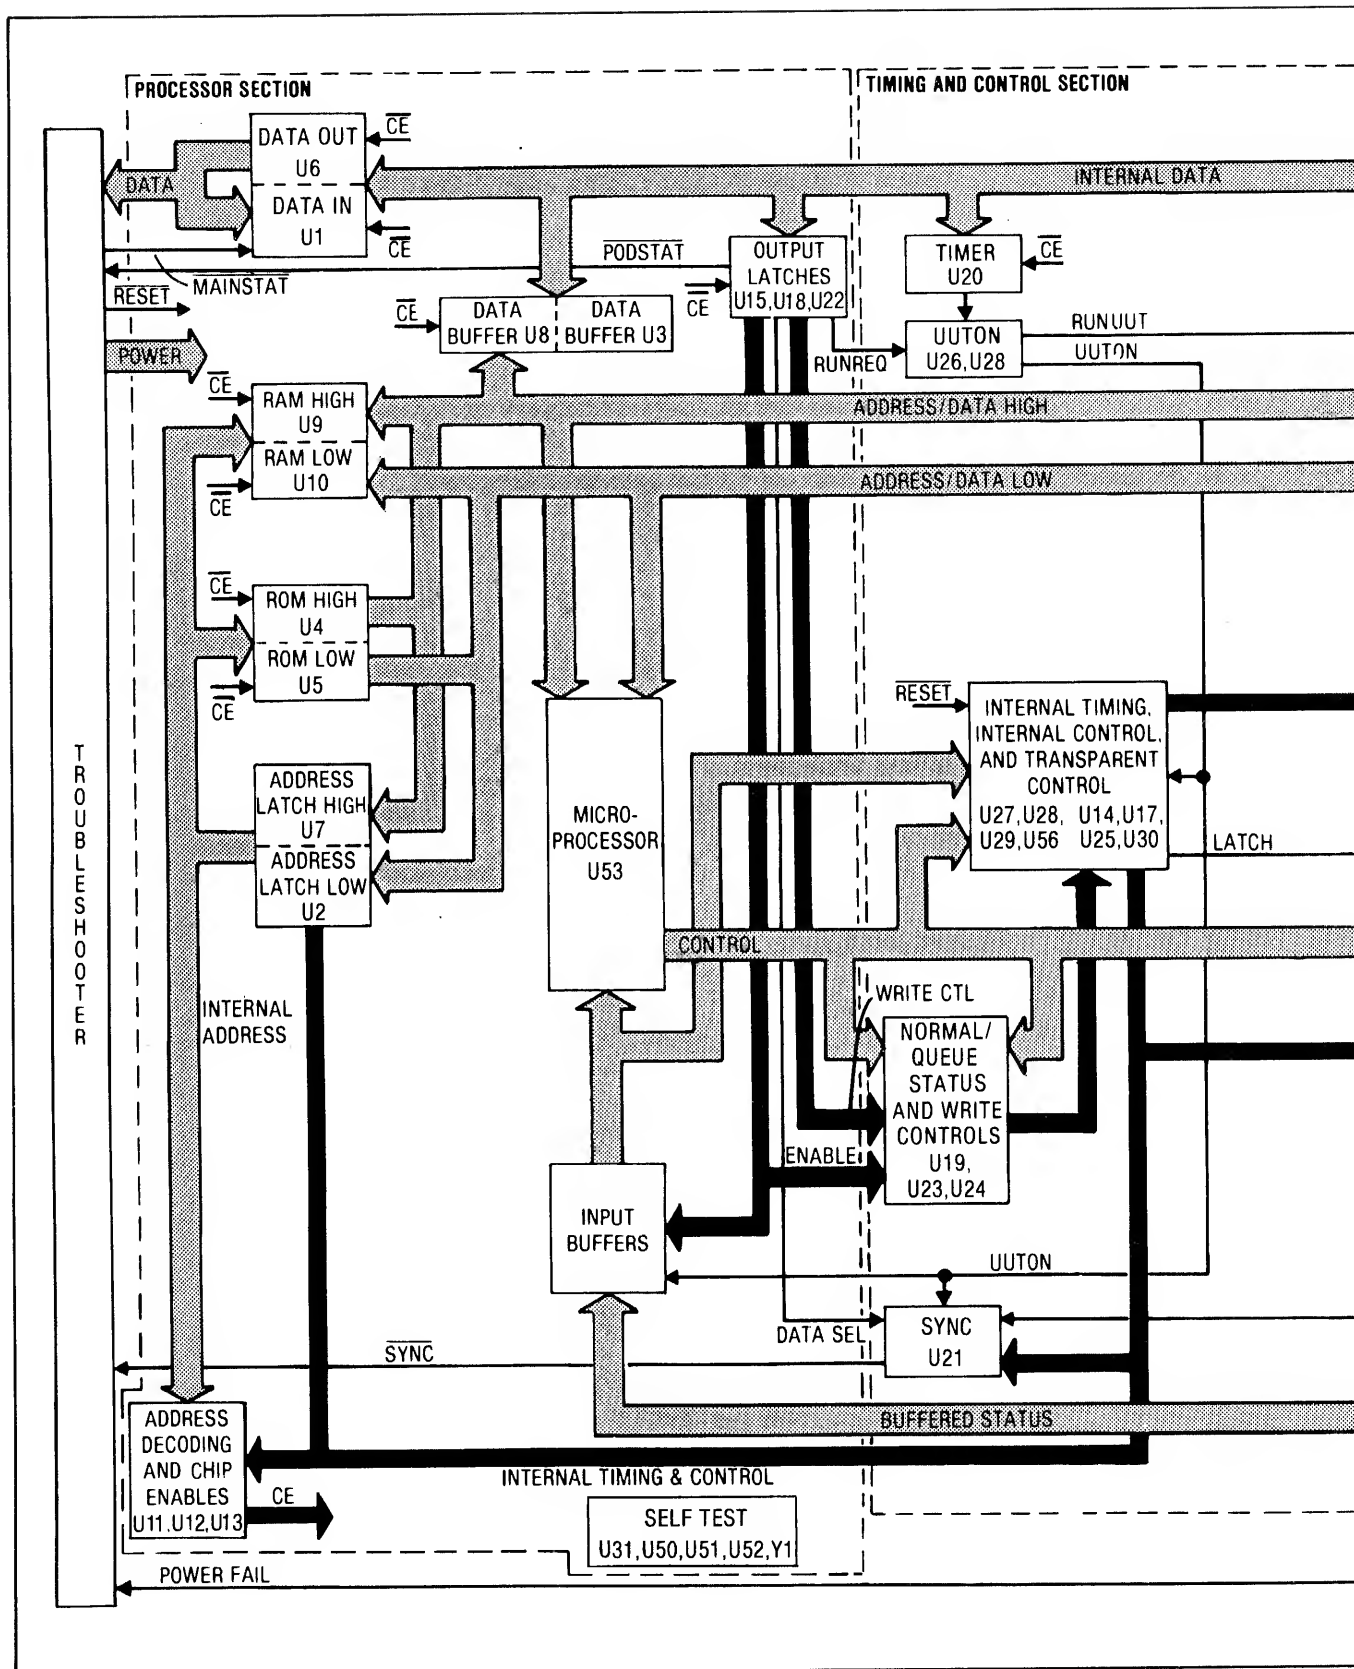 PROCESSOR SECTION
TIMING AND CONTROL SECTION
TROUBLESHOOTER
DATA OUT
U6
DATA IN
U1
CE
CE
DATA
INTERNAL DATA
MAINSTAT
PODSTAT
RESET
POWER
OUTPUT
LATCHES
U15,U18,U22
CE
TIMER
U20
CE
CE
DATA
BUFFER U8
DATA
BUFFER U3
RUNREQ
UUTON
U26,U28
RUNUUT
UUTON
CE
RAM HIGH
U9
RAM LOW
U10
CE
ADDRESS/DATA HIGH
ADDRESS/DATA LOW
CE
ROM HIGH
U4
ROM LOW
U5
CE
ADDRESS
LATCH HIGH
U7
ADDRESS
LATCH LOW
U2
MICRO-
PROCESSOR
U53
RESET
INTERNAL TIMING,
INTERNAL CONTROL,
AND TRANSPARENT
CONTROL
U27,U28, U14,U17,
U29,U56 U25,U30
LATCH
CONTROL
INTERNAL
ADDRESS
WRITE CTL
NORMAL/
QUEUE
STATUS
AND WRITE
CONTROLS
U19,
U23,U24
ENABLE
INPUT
BUFFERS
UUTON
DATA SEL
SYNC
U21
SYNC
BUFFERED STATUS
ADDRESS
DECODING
AND CHIP
ENABLES
U11,U12,U13
CE
INTERNAL TIMING & CONTROL
SELF TEST
U31,U50,U51,U52,Y1
POWER FAIL